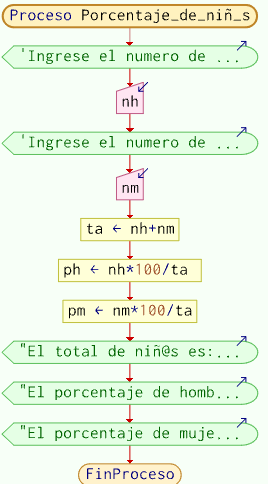 Proceso Porcentaje_de_niñ_s
'Ingrese el numero de ...
nh
'Ingrese el numero de ...
nm
ta ← nh+nm
ph ← nh*100/ta
pm ← nm*100/ta
"El total de niñ@s es:...
"El porcentaje de homb...
"El porcentaje de muje...
FinProceso